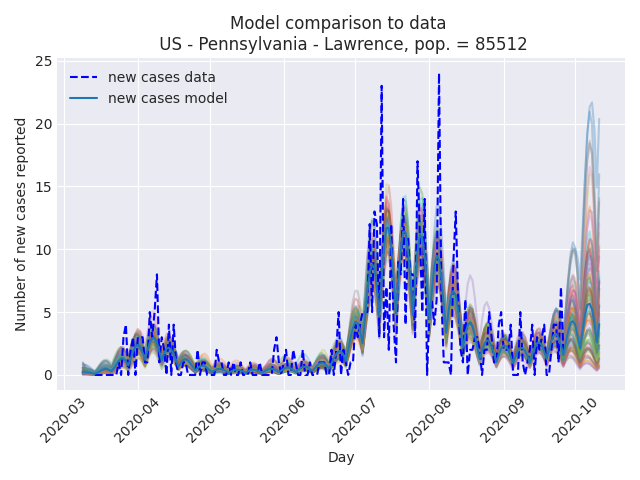 Model comparison to data
US - Pennsylvania - Lawrence, pop. = 85512
new cases data
new cases model
Number of new cases reported
25
20
15
10
5
0
2020-03
2020-04
2020-05
2020-06
2020-07
2020-08
2020-09
2020-10
Day